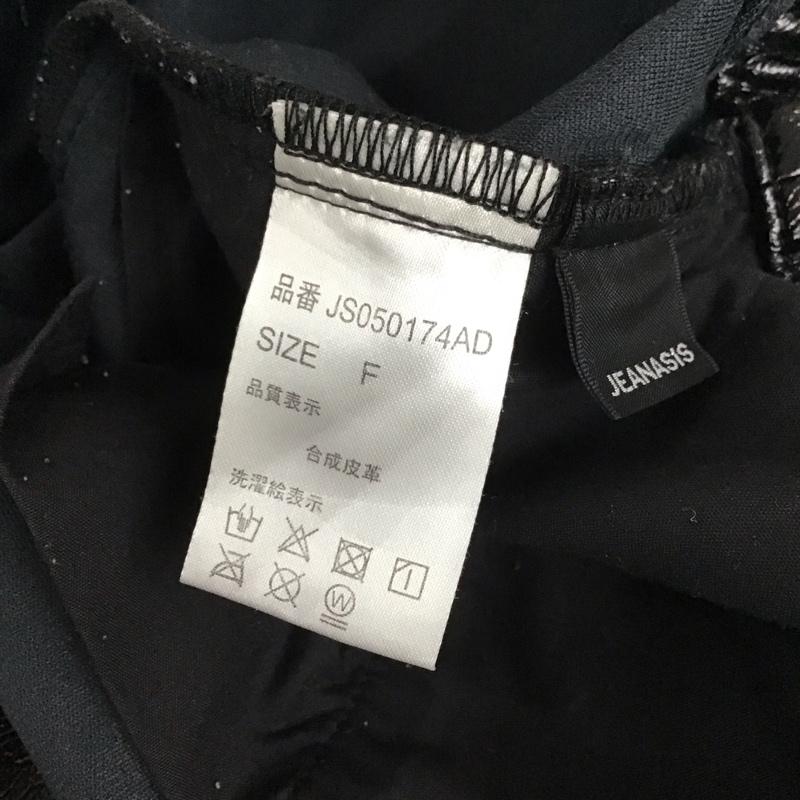 品番 JS050174AD
SIZE F
品質表示
合成皮革
洗濯絵表示
W
JEANASIS